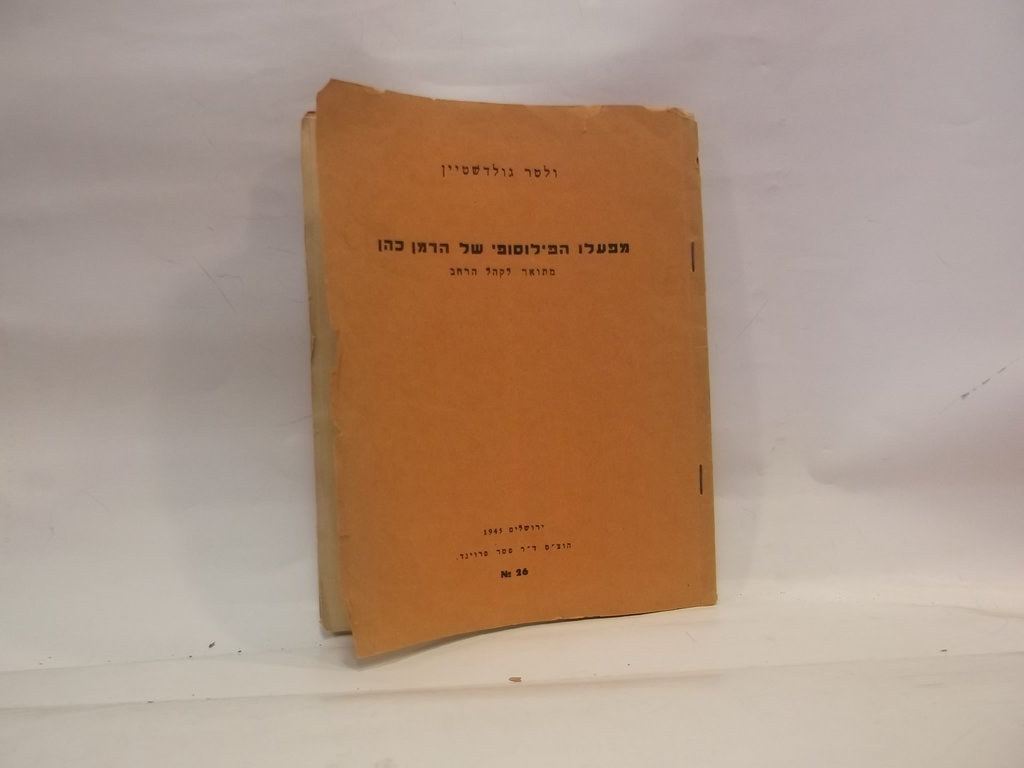 ולטר גולדשטיין
מפעלו הפילוסופי של הרמן כהן
מתואר לקהל הרחב
ירושלים 1945
הוצ״ס ד״ר פטר פרוינד.
№ 26